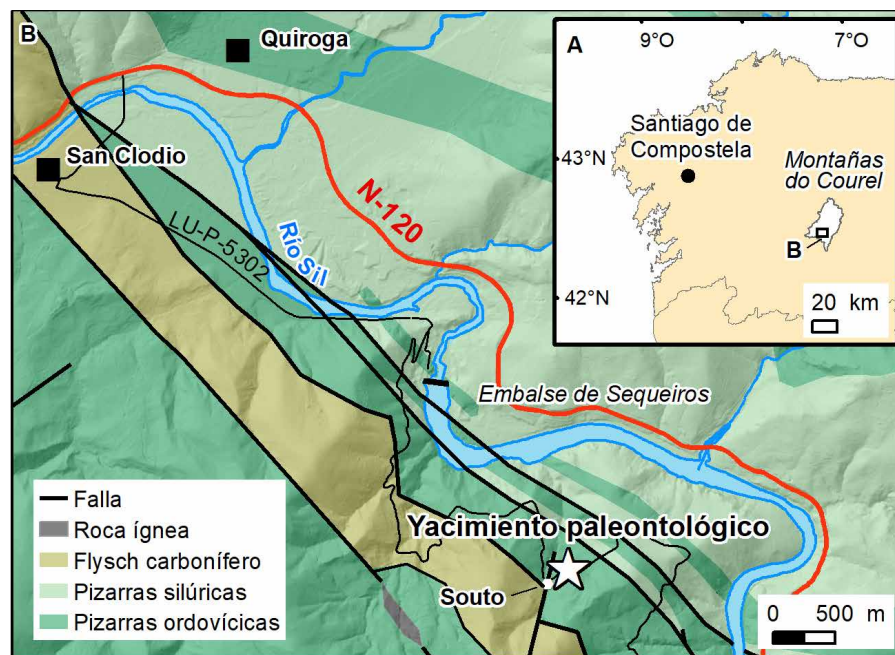 B
Quiroga
San Clodio
N-120
LU-P-5302
Río Sil
Embalse de Sequeiros
Yacimiento paleontológico
Souto
Falla
Roca ígnea
Flysch carbonífero
Pizarras silúricas
Pizarras ordovícicas
0 500 m
A
9°O 7°O
43°N
42°N
Santiago de
Compostela
Montañas
do Courel
B
20 km